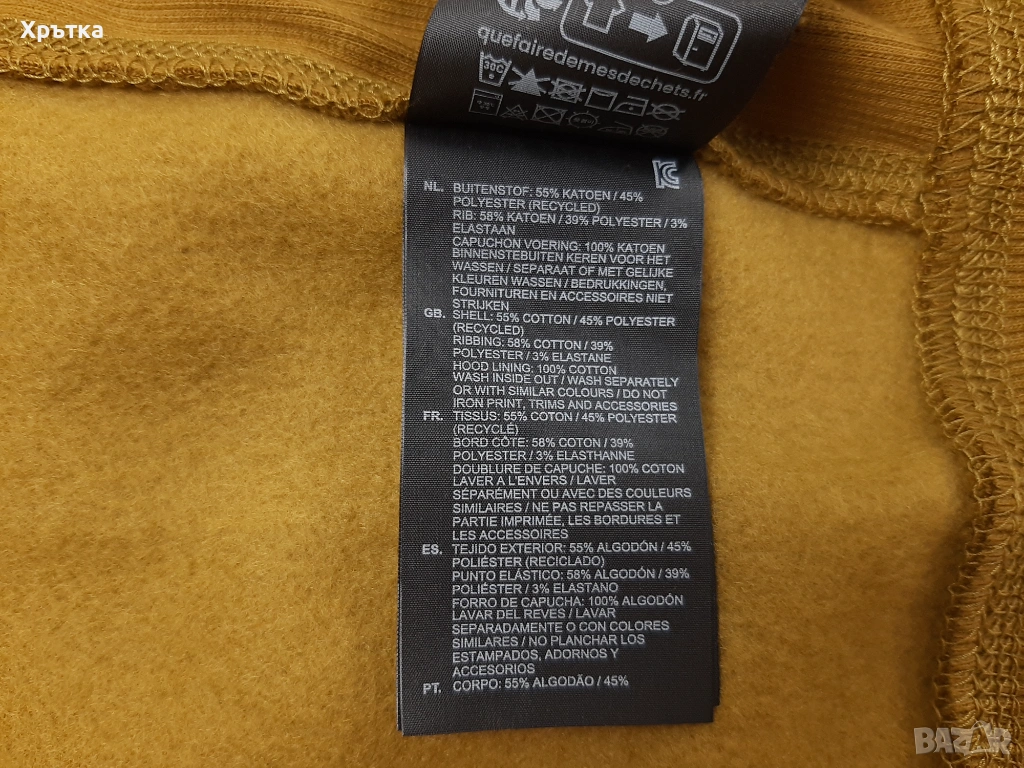 Хрътка
quefairedemesdechets.fr
30C
NL. BUITENSTOF: 55% KATOEN / 45%
POLYESTER (RECYCLED)
RIB: 58% KATOEN / 39% POLYESTER / 3%
ELASTAAN
CAPUCHON VOERING: 100% KATOEN
BINNENSTEBUITEN KEREN VOOR HET
WASSEN / SEPARAAT OF MET GELIJKE
KLEUREN WASSEN / BEDRUKKINGEN,
FOURNITUREN EN ACCESSOIRES NIET
STRIJKEN
GB. SHELL: 55% COTTON / 45% POLYESTER
(RECYCLED)
RIBBING: 58% COTTON / 39%
POLYESTER / 3% ELASTANE
HOOD LINING: 100% COTTON
WASH INSIDE OUT / WASH SEPARATELY
OR WITH SIMILAR COLOURS / DO NOT
IRON PRINT, TRIMS AND ACCESSORIES
FR. TISSUS: 55% COTON / 45% POLYESTER
(RECYCLÉ)
BORD CÔTE: 58% COTON / 39%
POLYESTER / 3% ELASTHANNE
DOUBLURE DE CAPUCHE: 100% COTON
LAVER A L'ENVERS / LAVER
SÉPARÉMENT OU AVEC DES COULEURS
SIMILAIRES / NE PAS REPASSER LA
PARTIE IMPRIMÉE, LES BORDURES ET
LES ACCESSOIRES
ES. TEJIDO EXTERIOR: 55% ALGODÓN / 45%
POLIÉSTER (RECICLADO)
PUNTO ELÁSTICO: 58% ALGODÓN / 39%
POLIÉSTER / 3% ELASTANO
FORRO DE CAPUCHA: 100% ALGODÓN
LAVAR DEL REVES / LAVAR
SEPARADAMENTE O CON COLORES
SIMILARES / NO PLANCHAR LOS
ESTAMPADOS, ADORNOS Y
ACCESORIOS
PT. CORPO: 55% ALGODÃO / 45%
BAZAR